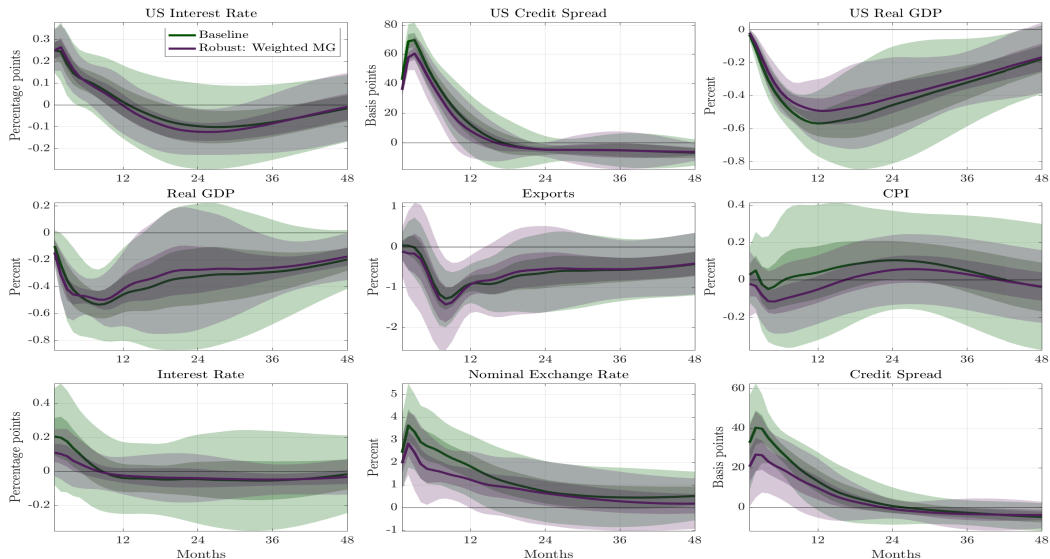 US Interest Rate
US Credit Spread
US Real GDP
Baseline
Robust: Weighted MG
Percentage points
0.3
0.2
0.1
0
-0.1
-0.2
12 24 36 48
Basis points
80
60
40
20
0
12 24 36 48
Percent
0
-0.2
-0.4
-0.6
-0.8
12 24 36 48
Real GDP
Exports
CPI
Percent
0.2
0
-0.2
-0.4
-0.6
-0.8
12 24 36 48
Percent
1
0
-1
-2
12 24 36 48
Percent
0.4
0.2
0
-0.2
12 24 36 48
Interest Rate
Nominal Exchange Rate
Credit Spread
Percentage points
0.4
0.2
0
-0.2
12 24 36 48
Months
Percent
5
4
3
2
1
0
-1
12 24 36 48
Months
Basis points
60
40
20
0
12 24 36 48
Months